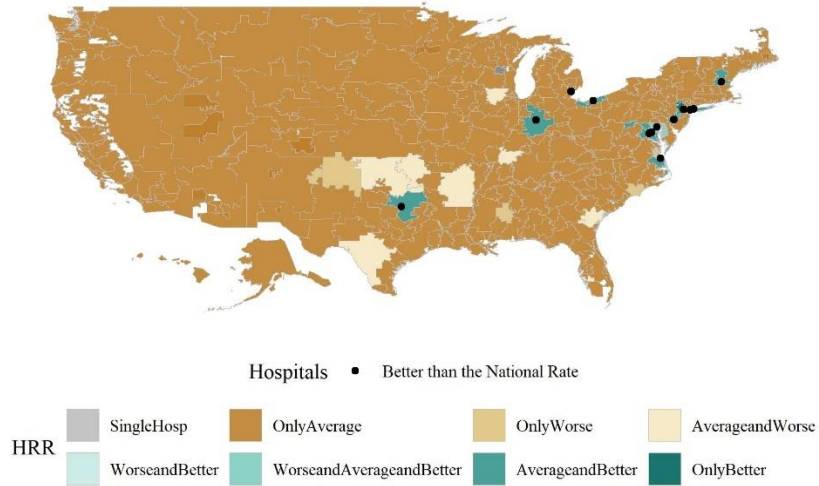 Hospitals • Better than the National Rate
HRR
SingleHosp OnlyAverage OnlyWorse AverageandWorse
WorseandBetter WorseandAverageandBetter AverageandBetter OnlyBetter